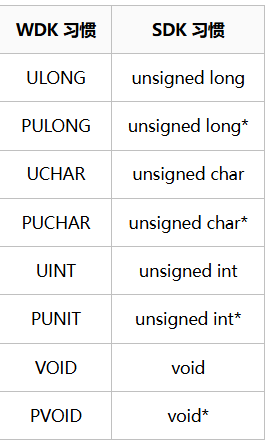 WDK 习惯 SDK 习惯
ULONG unsigned long
PULONG unsigned long*
UCHAR unsigned char
PUCHAR unsigned char*
UINT unsigned int
PUNIT unsigned int*
VOID void
PVOID void*